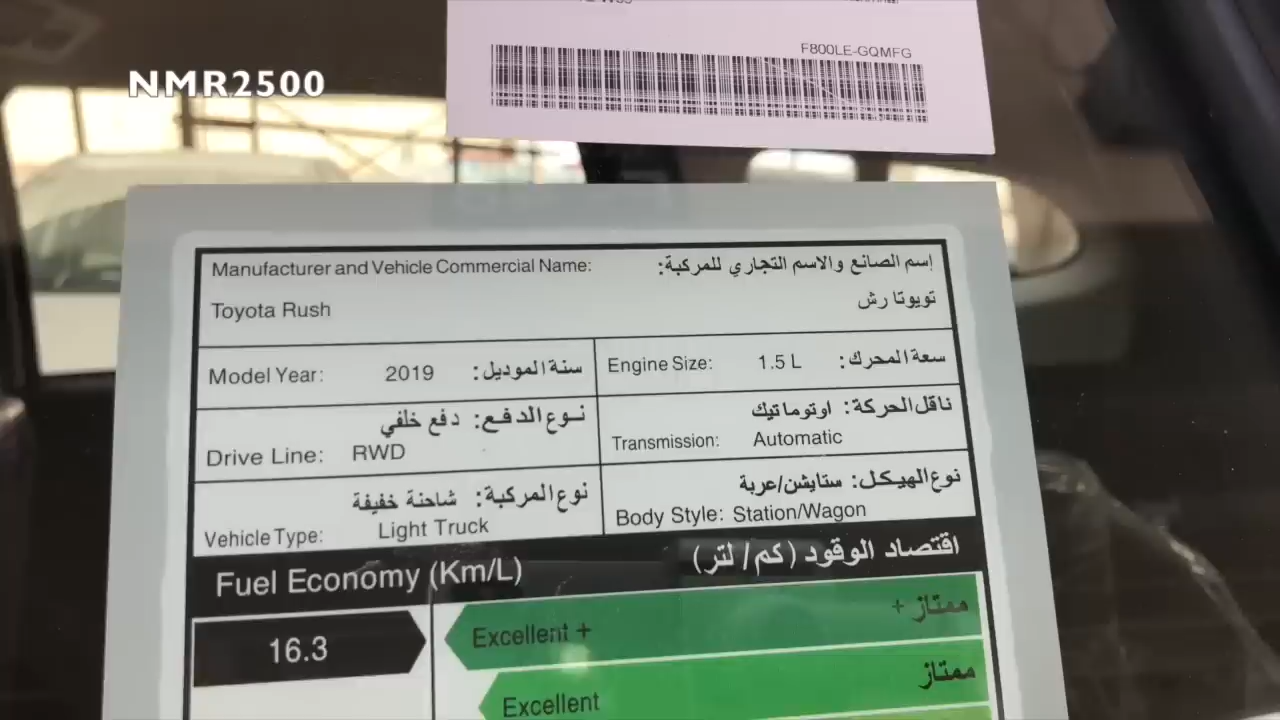 F800LE-GQMFG
NMR2500
Manufacturer and Vehicle Commercial Name: إسم الصانع والاسم التجاري للمركبة:
Toyota Rush تويوتا رش
Model Year: 2019 سنة الموديل:
Engine Size: 1.5 L سعة المحرك:
نوع الدفع: دفع خلفي
Drive Line: RWD
ناقل الحركة: اوتوماتيك
Transmission: Automatic
نوع المركبة: شاحنة خفيفة
Vehicle Type: Light Truck
نوع الهيكل: ستايشن/عربة
Body Style: Station/Wagon
Fuel Economy (Km/L) اقتصاد الوقود (كم/ لتر)
16.3
Excellent + ممتاز +
Excellent ممتاز